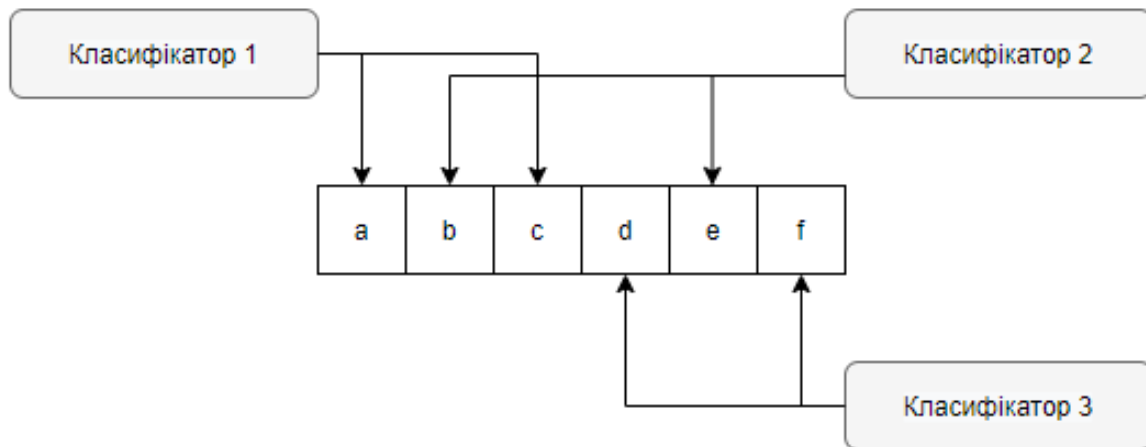 Класифікатор 1
Класифікатор 2
a b c d e f
Класифікатор 3